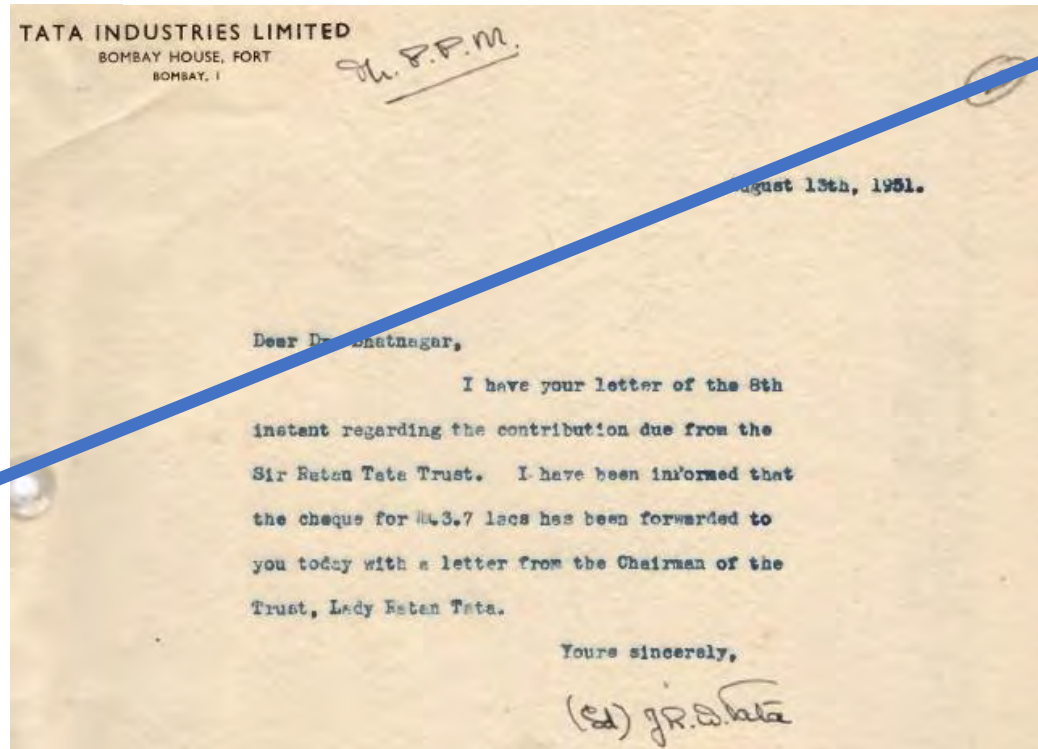 TATA INDUSTRIES LIMITED
BOMBAY HOUSE, FORT
BOMBAY, 1
P.P.M.
August 13th, 1951.
Dear Dr. Bhatnagar,
I have your letter of the 8th
instant regarding the contribution due from the
Sir Ratan Tata Trust. I have been informed that
the cheque for Rs.3.7 lacs has been forwarded to
you today with a letter from the Chairman of the
Trust, Lady Ratan Tata.
Yours sincerely,
(Sd) J.R.D. Tata